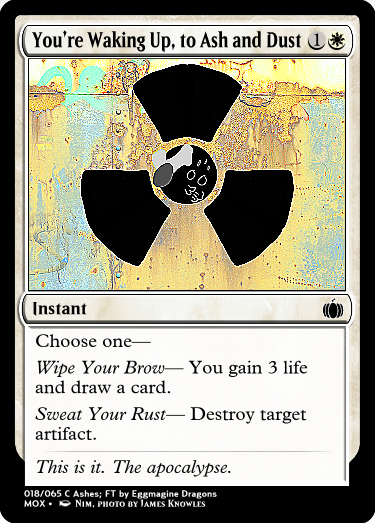 You're Waking Up, to Ash and Dust 1
Instant
Choose one—
Wipe Your Brow— You gain 3 life
and draw a card.
Sweat Your Rust— Destroy target
artifact.
This is it. The apocalypse.
018/065 C Ashes; FT by Eggmagine Dragons
MOX • Nim, photo by James Knowles